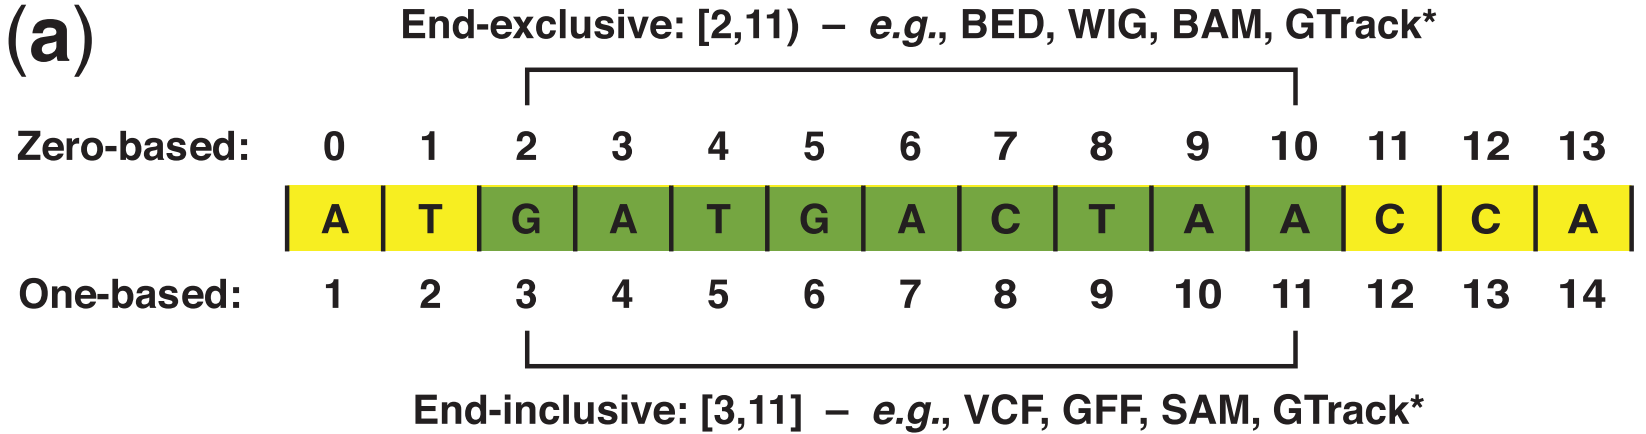 (a)
End-exclusive: [2,11) – e.g., BED, WIG, BAM, GTrack*
Zero-based: 0 1 2 3 4 5 6 7 8 9 10 11 12 13
A T G A T G A C T A A C C A
One-based: 1 2 3 4 5 6 7 8 9 10 11 12 13 14
End-inclusive: [3,11] – e.g., VCF, GFF, SAM, GTrack*